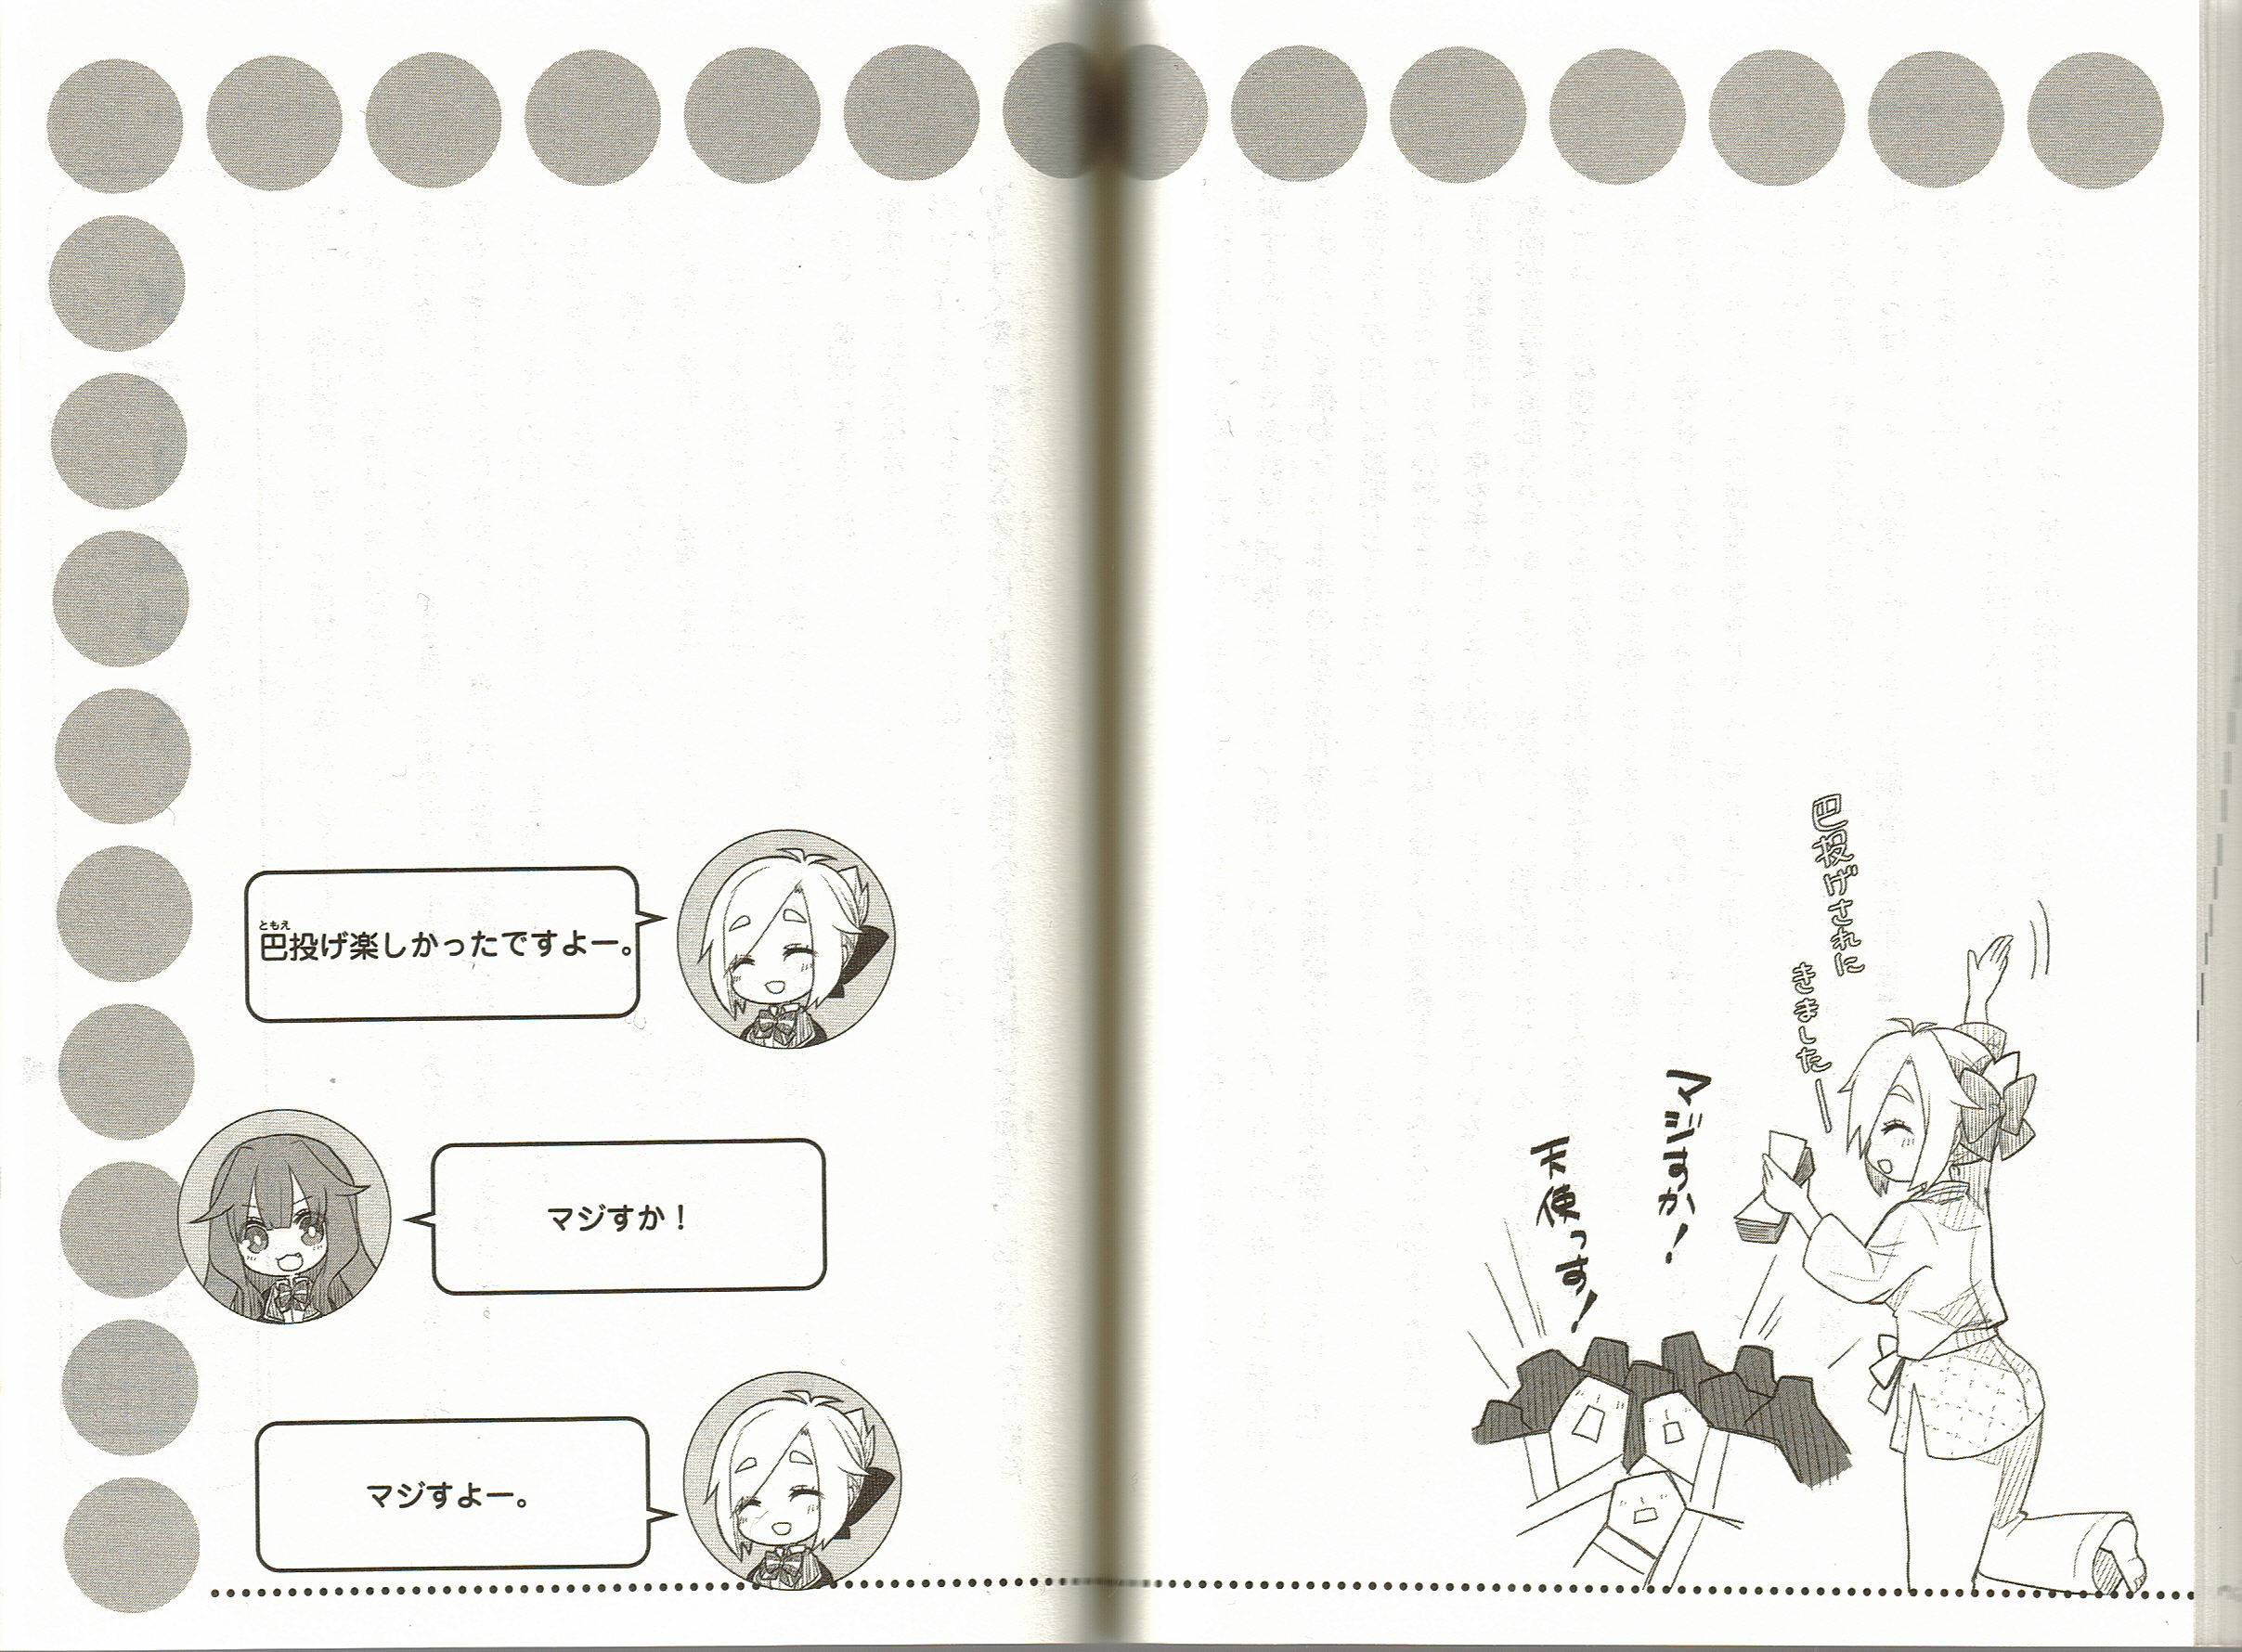 巴投げされに
きましたー
マジすか！
天使っす！
ともえ
巴投げ楽しかったですよー。
マジすか！
マジすよー。